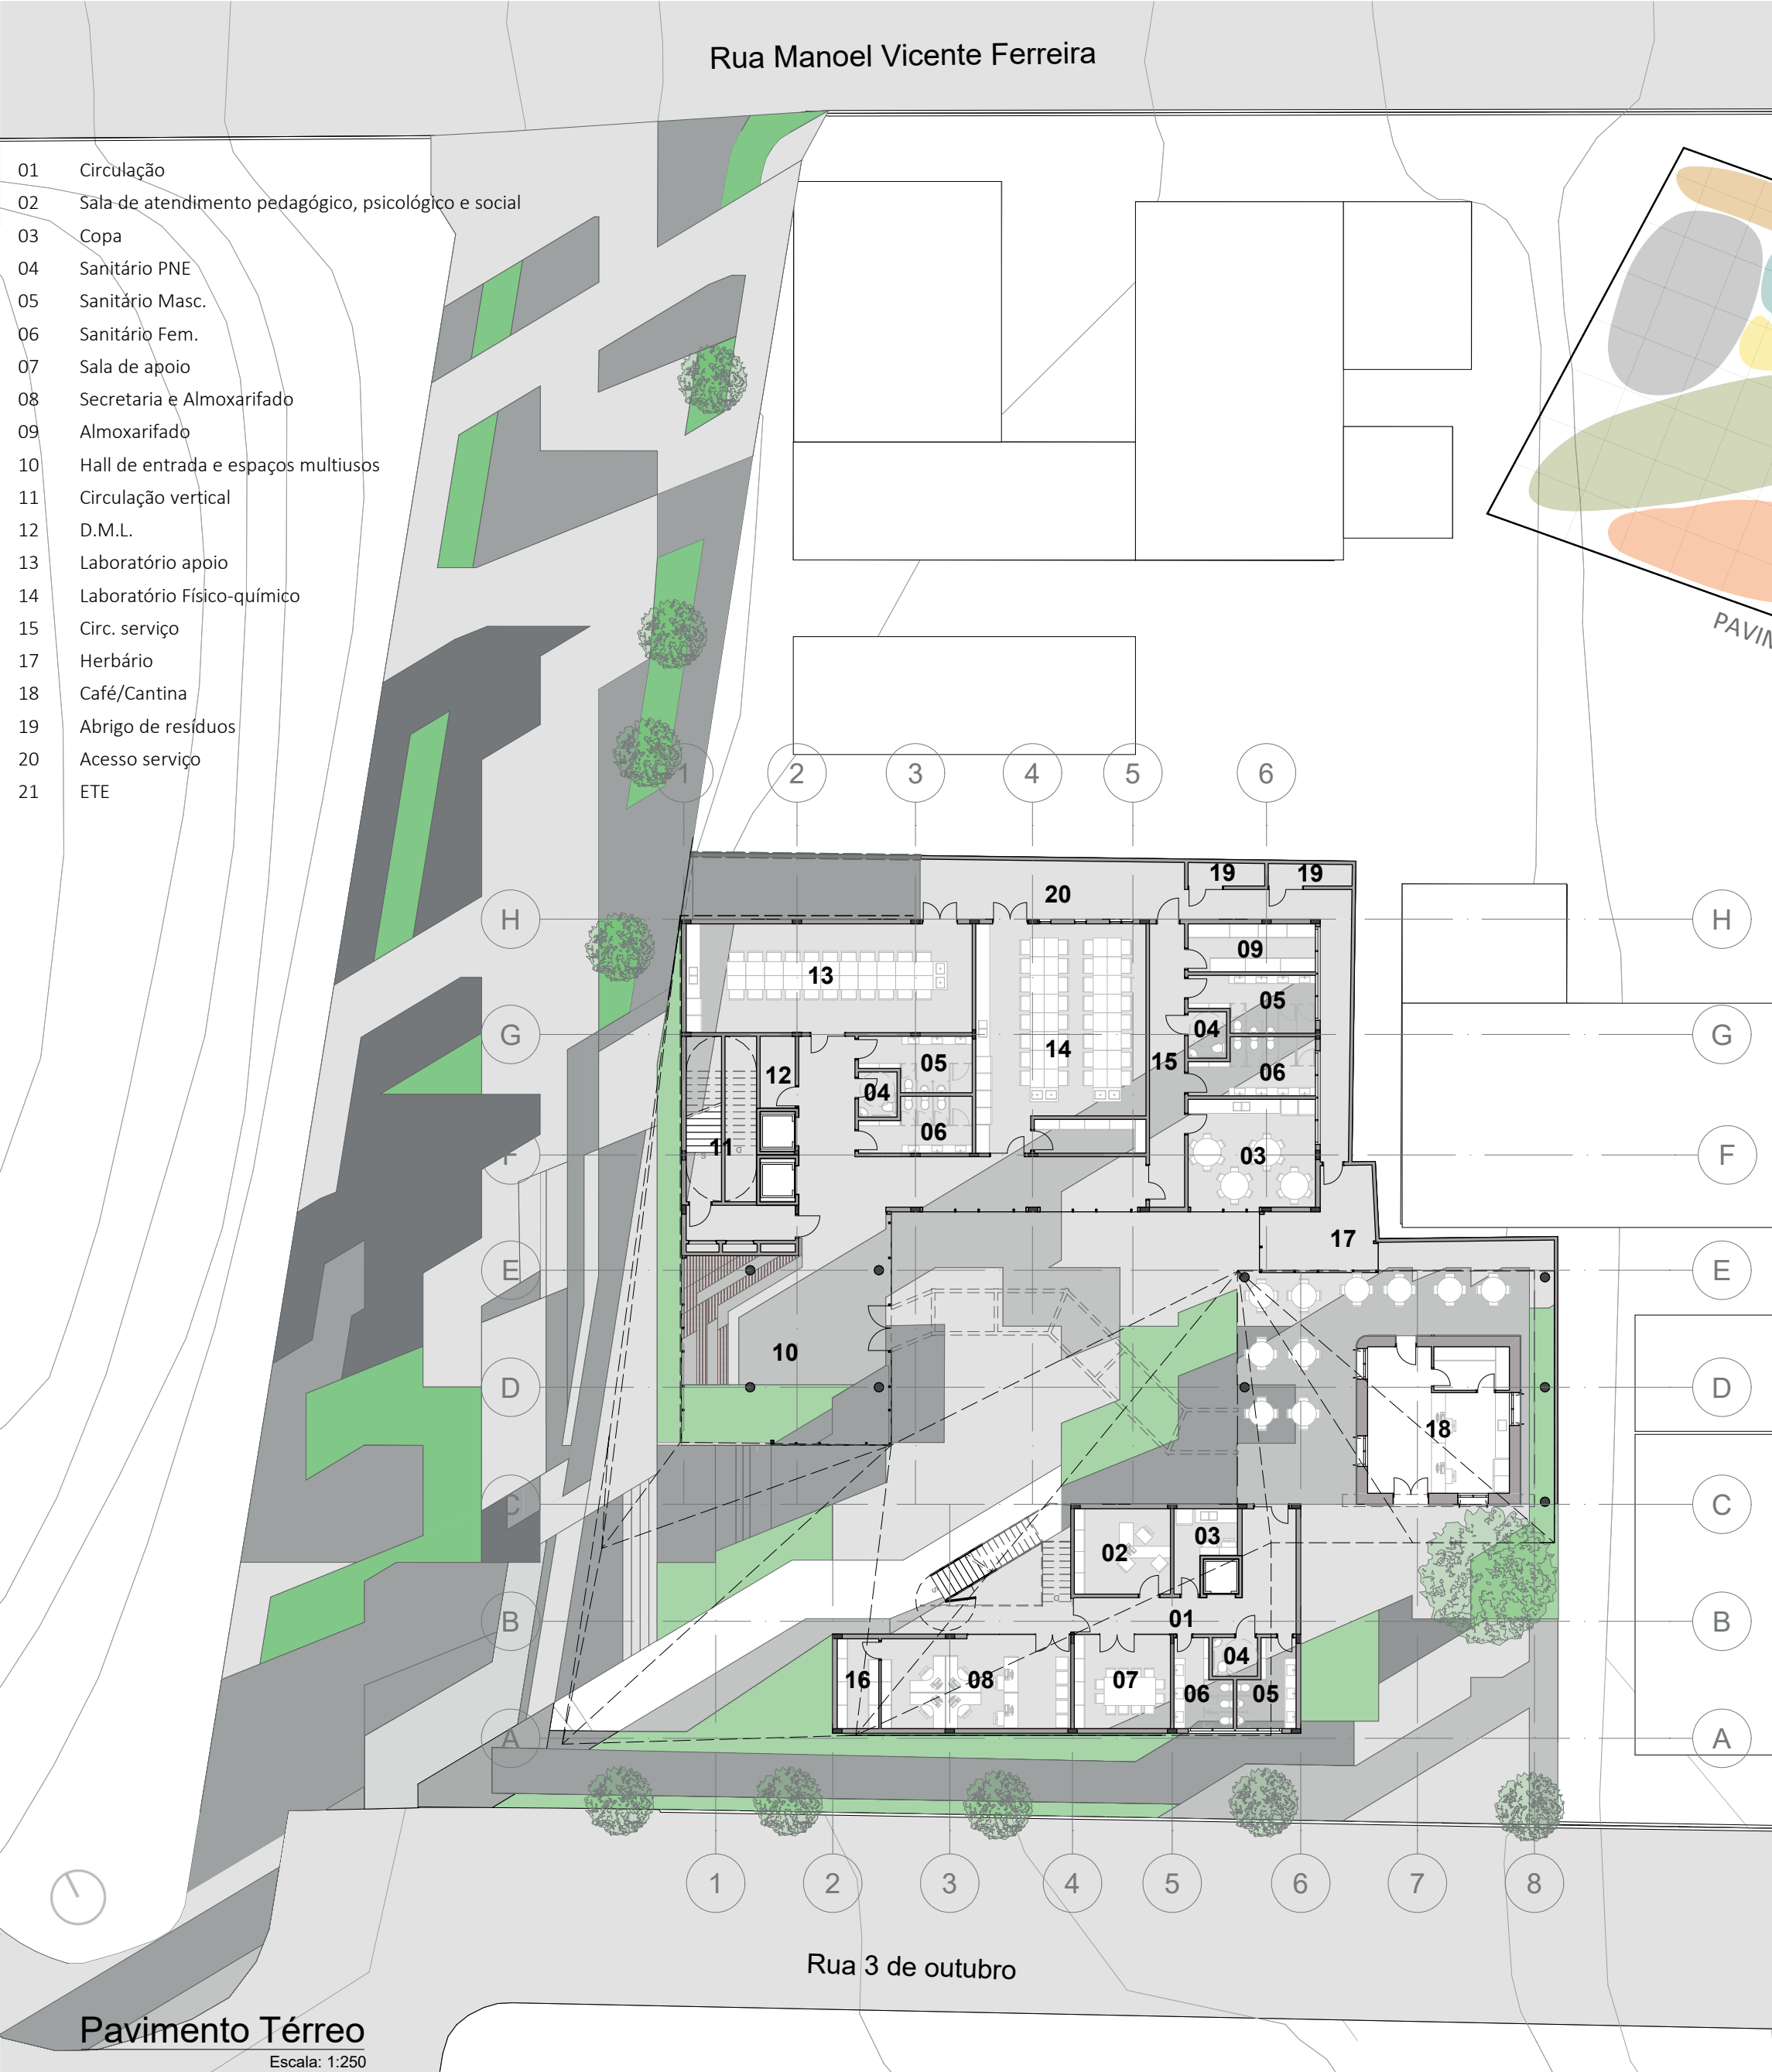 Rua Manoel Vicente Ferreira
01 Circulação
02 Sala de atendimento pedagógico, psicológico e social
03 Copa
04 Sanitário PNE
05 Sanitário Masc.
06 Sanitário Fem.
07 Sala de apoio
08 Secretaria e Almoxarifado
09 Almoxarifado
10 Hall de entrada e espaços multiusos
11 Circulação vertical
12 D.M.L.
13 Laboratório apoio
14 Laboratório Físico-químico
15 Circ. serviço
17 Herbário
18 Café/Cantina
19 Abrigo de resíduos
20 Acesso serviço
21 ETE
PAVIM
1 2 3 4 5 6
19 19
20
H H
09
13
05
G 04 G
14
05 15
12 06
04
06
11 03
F F
17
E E
10
D D
18
C C
03
02
01
B B
04
16 08 07 06 05
A A
1 2 3 4 5 6 7 8
Rua 3 de outubro
Pavimento Térreo
Escala: 1:250